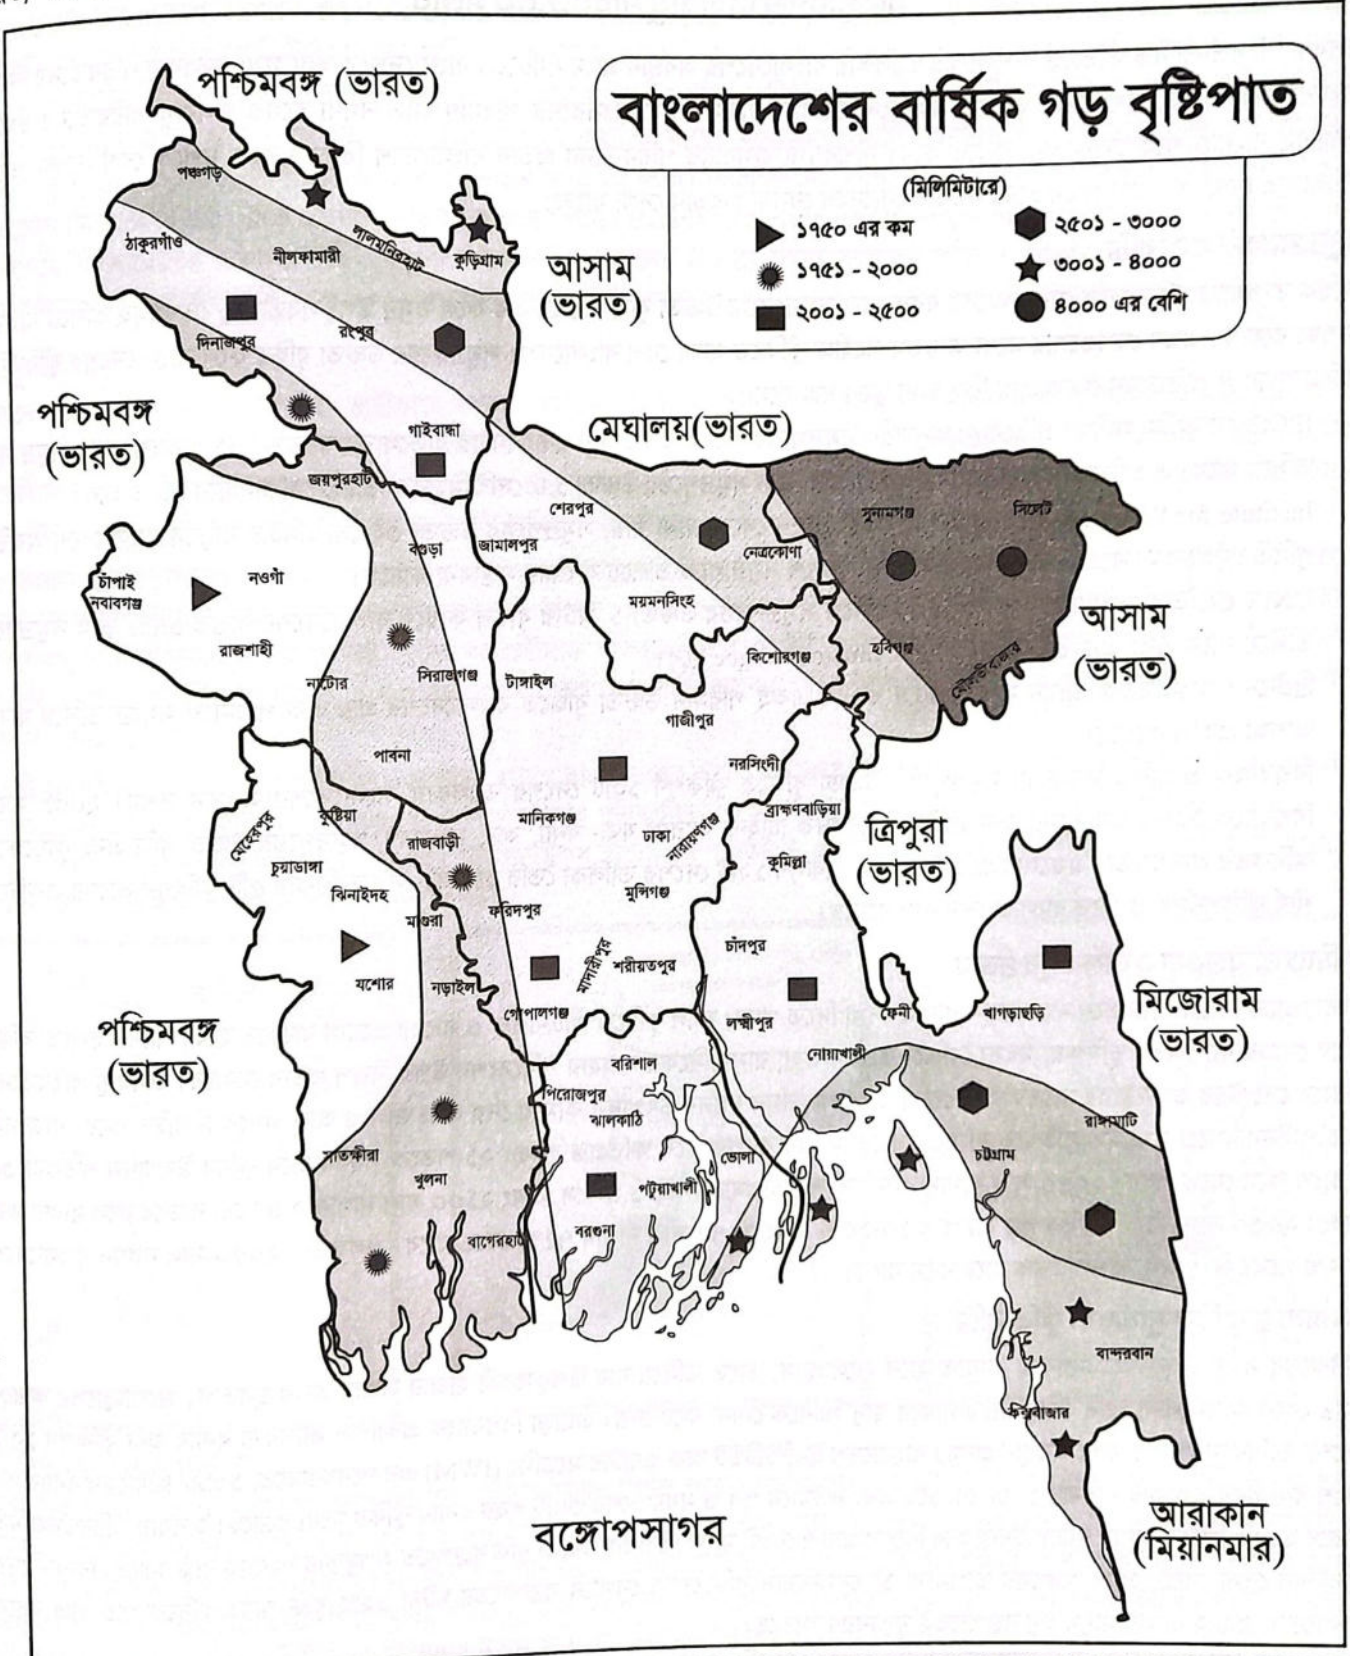 বাংলাদেশের বার্ষিক গড় বৃষ্টিপাত
(মিলিমিটারে)
১৭৫০ এর কম
১৭৫১ - ২০০০
২০০১ - ২৫০০
২৫০১ - ৩০০০
৩০০১ - ৪০০০
৪০০০ এর বেশি
পশ্চিমবঙ্গ (ভারত)
পঞ্চগড়
ঠাকুরগাঁও
নীলফামারী
লালমনিরহাট
কুড়িগ্রাম
আসাম
(ভারত)
দিনাজপুর
রংপুর
পশ্চিমবঙ্গ
(ভারত)
গাইবান্ধা
মেঘালয়(ভারত)
জয়পুরহাট
শেরপুর
সুনামগঞ্জ
সিলেট
বগুড়া
জামালপুর
নেত্রকোণা
চাঁপাই
নবাবগঞ্জ
নওগাঁ
ময়মনসিংহ
আসাম
(ভারত)
রাজশাহী
নাটোর
সিরাজগঞ্জ
টাঙ্গাইল
কিশোরগঞ্জ
হবিগঞ্জ
মৌলভীবাজার
গাজীপুর
পাবনা
নরসিংদী
মেহেরপুর
কুষ্টিয়া
মানিকগঞ্জ
ঢাকা
নারায়ণগঞ্জ
ব্রাহ্মণবাড়িয়া
ত্রিপুরা
(ভারত)
রাজবাড়ী
চুয়াডাঙ্গা
কুমিল্লা
ঝিনাইদহ
মাগুরা
ফরিদপুর
মুন্সিগঞ্জ
চাঁদপুর
যশোর
নড়াইল
মাদারীপুর
শরীয়তপুর
গোপালগঞ্জ
লক্ষ্মীপুর
ফেনী
খাগড়াছড়ি
মিজোরাম
(ভারত)
পশ্চিমবঙ্গ
(ভারত)
বরিশাল
নোয়াখালী
পিরোজপুর
ঝালকাঠি
রাঙ্গামাটি
সাতক্ষীরা
খুলনা
ভোলা
চট্টগ্রাম
পটুয়াখালী
বাগেরহাট
বরগুনা
বান্দরবান
কক্সবাজার
বঙ্গোপসাগর
আরাকান
(মিয়ানমার)